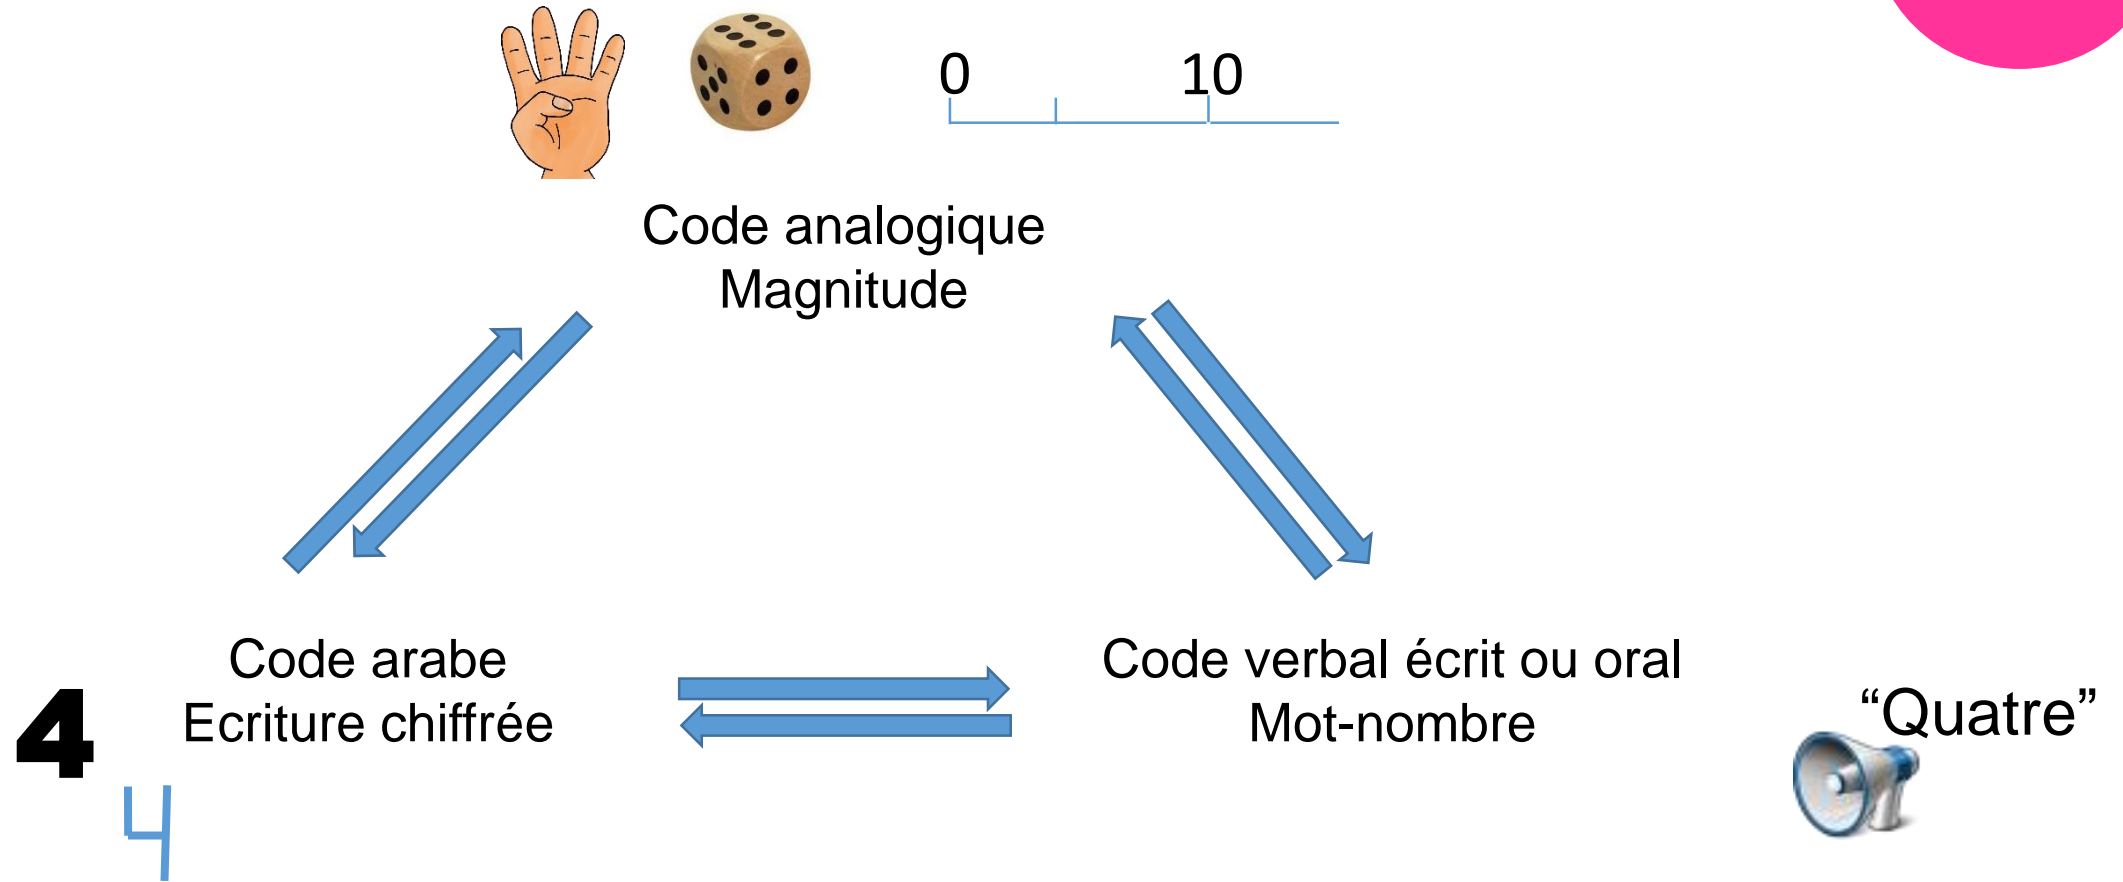 0 10
Code analogique
Magnitude
Code arabe
Ecriture chiffrée
4
4
Code verbal écrit ou oral
Mot-nombre
“Quatre”